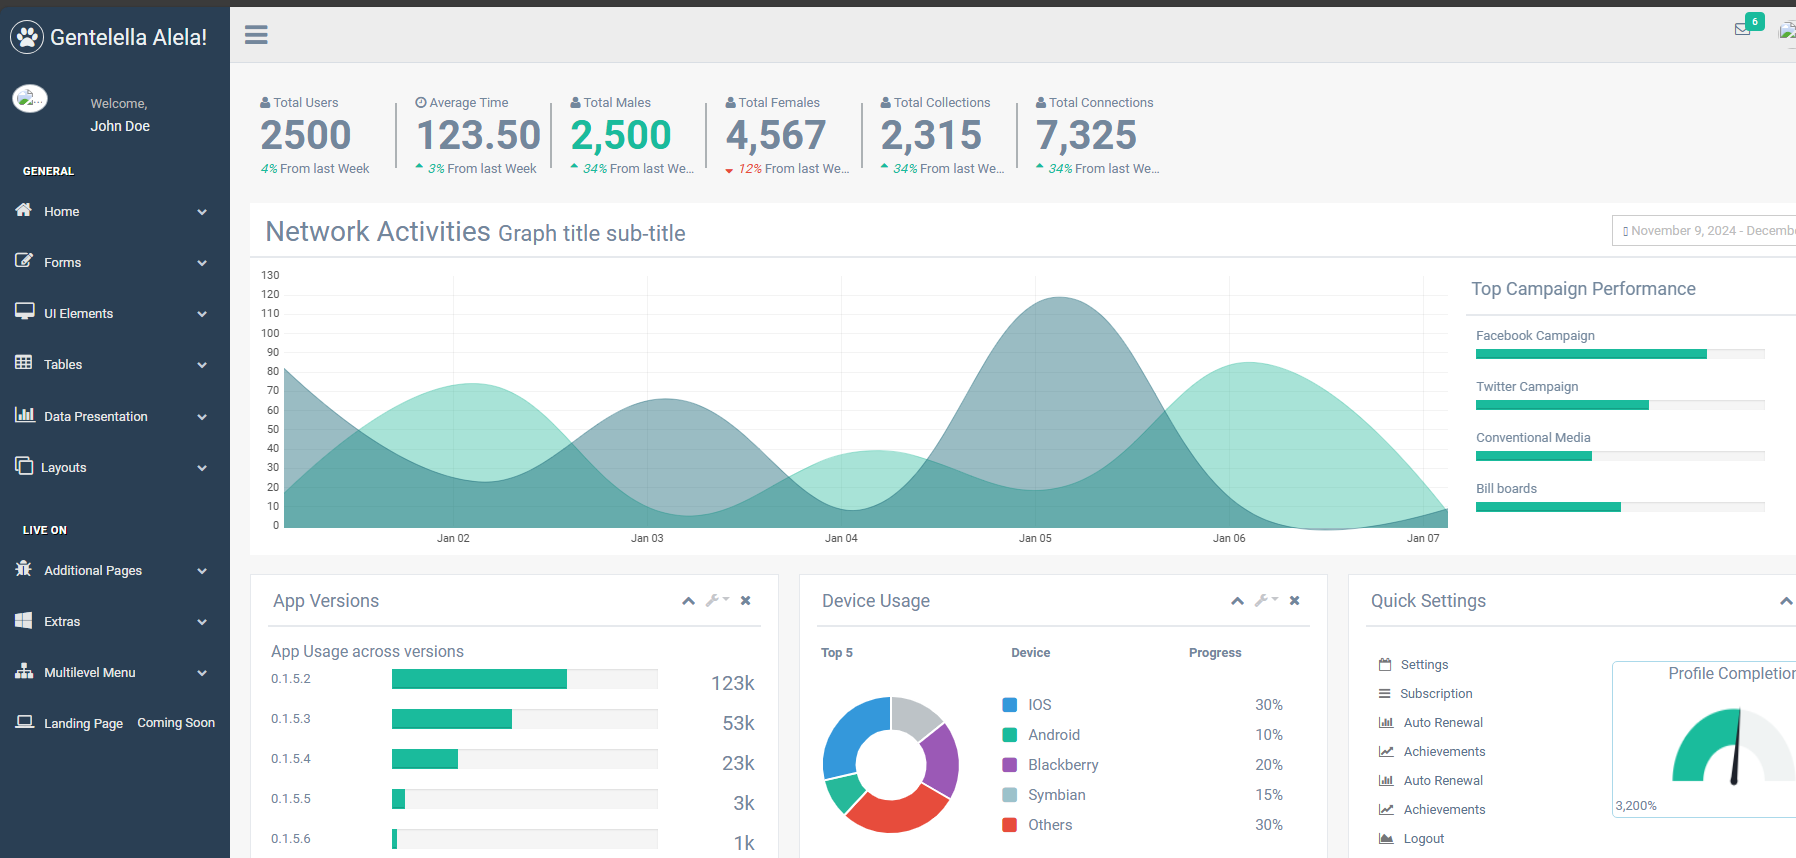 Gentelella Alela!
6
Welcome,
John Doe
GENERAL
Home
Forms
UI Elements
Tables
Data Presentation
Layouts
LIVE ON
Additional Pages
Extras
Multilevel Menu
Landing Page Coming Soon
Total Users
2500
4% From last Week
Average Time
123.50
3% From last Week
Total Males
2,500
34% From last We...
Total Females
4,567
12% From last We...
Total Collections
2,315
34% From last We...
Total Connections
7,325
34% From last We...
Network Activities Graph title sub-title
November 9, 2024 - Decembe
130
120
110
100
90
80
70
60
50
40
30
20
10
0
Jan 02 Jan 03 Jan 04 Jan 05 Jan 06 Jan 07
Top Campaign Performance
Facebook Campaign
Twitter Campaign
Conventional Media
Bill boards
App Versions
App Usage across versions
0.1.5.2 123k
0.1.5.3 53k
0.1.5.4 23k
0.1.5.5 3k
0.1.5.6 1k
Device Usage
Top 5 Device Progress
IOS 30%
Android 10%
Blackberry 20%
Symbian 15%
Others 30%
Quick Settings
Settings
Subscription
Auto Renewal
Achievements
Auto Renewal
Achievements
Logout
Profile Completion
3,200%